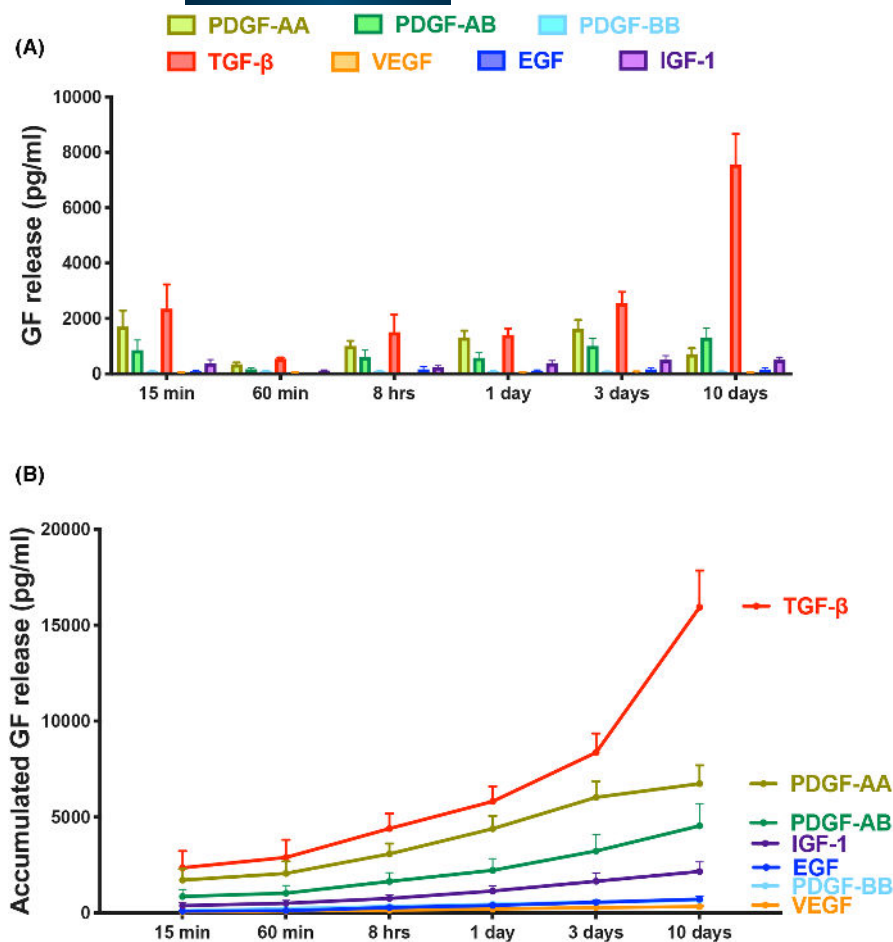 PDGF-AA PDGF-AB PDGF-BB
(A)
TGF-β VEGF EGF IGF-1
10000
8000
6000
4000
2000
0
GF release (pg/ml)
15 min 60 min 8 hrs 1 day 3 days 10 days
(B)
20000
15000
10000
5000
0
Accumulated GF release (pg/ml)
TGF-β
PDGF-AA
PDGF-AB
IGF-1
EGF
PDGF-BB
VEGF
15 min 60 min 8 hrs 1 day 3 days 10 days